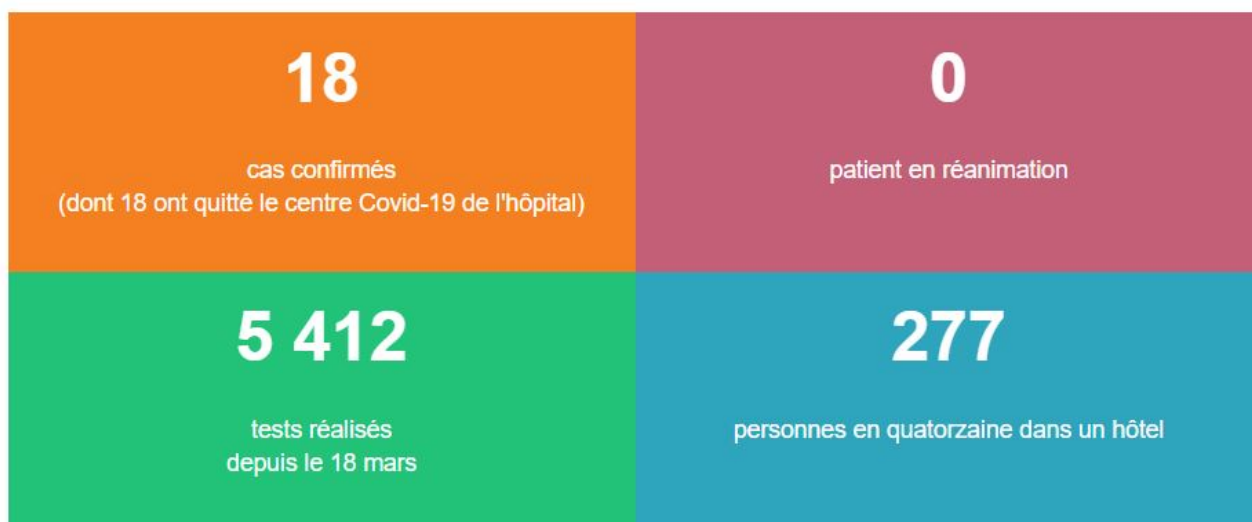 18
cas confirmés
(dont 18 ont quitté le centre Covid-19 de l'hôpital)
0
patient en réanimation
5 412
tests réalisés
depuis le 18 mars
277
personnes en quatorzaine dans un hôtel